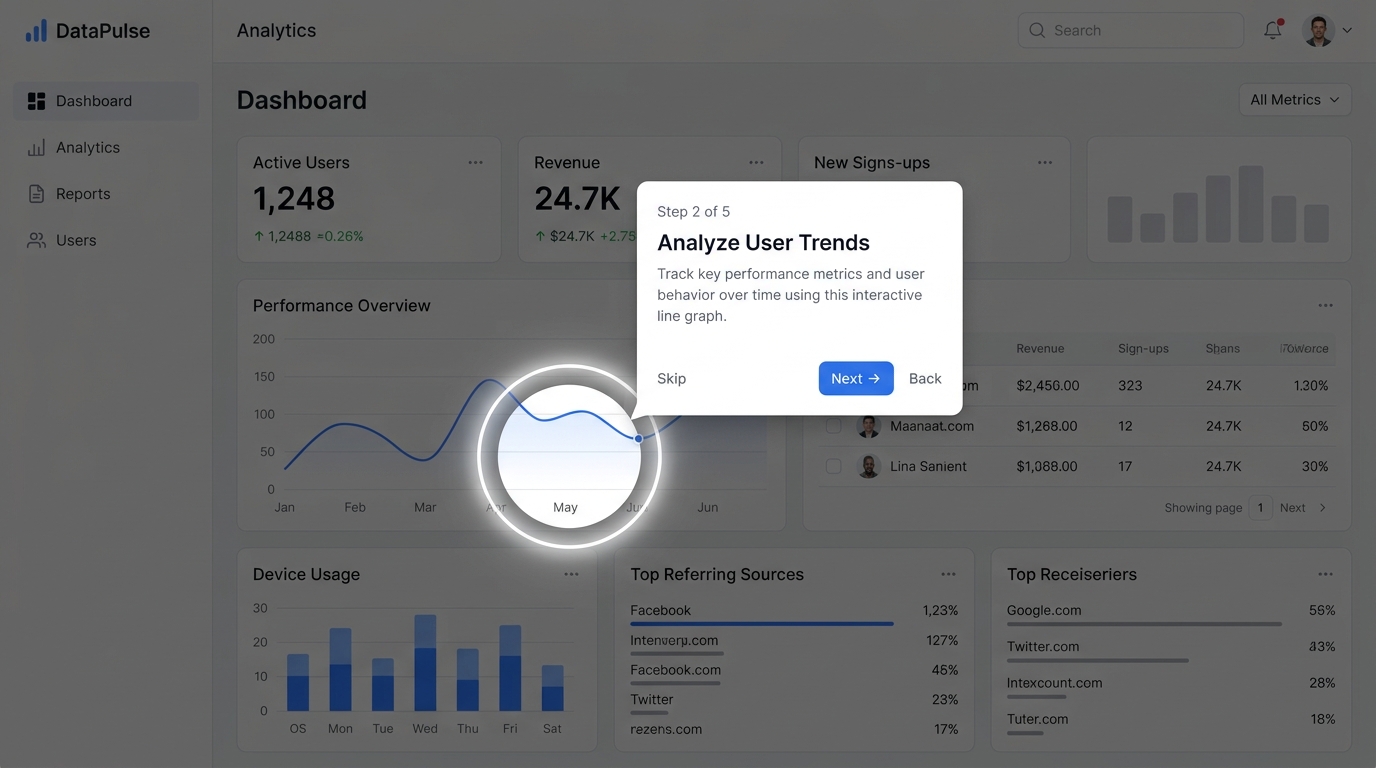 DataPulse
Analytics
Search
Dashboard
Analytics
Reports
Users
Dashboard
All Metrics
Active Users
1,248
↑ 1,2488 =0.26%
Revenue
24.7K
↑ $24.7K +2.75
New Signs-ups
Step 2 of 5
Analyze User Trends
Track key performance metrics and user
behavior over time using this interactive
line graph.
Skip
Next →
Back
Performance Overview
200
150
100
50
0
Jan Feb Mar Apr May Jun Jun
Revenue Sign-ups
om $2,456.00 323 24.7K 1.30%
Maanaat.com $1,268.00 12 24.7K 50%
Lina Sanient $1,088.00 17 24.7K 30%
Showing page 1 Next
Device Usage
30
20
10
0
OS Mon Tue Wed Thu Fri Sat
Top Referring Sources
Facebook 1,23%
127%
Facebook.com 45%
Twitter 23%
rezens.com 17%
Top Receiseriers
Google.com 55%
Twitter.com 33%
Intexcount.com 28%
Tuter.com 18%